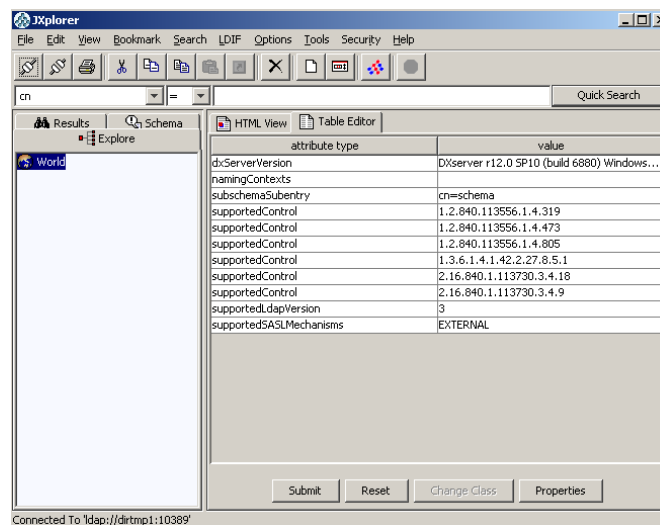 JXplorer
File Edit View Bookmark Search LDIF Options Tools Security Help
cn = Quick Search
Results Schema
Explore
World
HTML View Table Editor
attribute type value
dxServerVersion DXserver r12.0 SP10 (build 6880) Windows...
namingContexts
subschemaSubentry cn=schema
supportedControl 1.2.840.113556.1.4.319
supportedControl 1.2.840.113556.1.4.473
supportedControl 1.2.840.113556.1.4.805
supportedControl 1.3.6.1.4.1.42.2.27.8.5.1
supportedControl 2.16.840.1.113730.3.4.18
supportedControl 2.16.840.1.113730.3.4.9
supportedLdapVersion 3
supportedSASLMechanisms EXTERNAL
Submit Reset Change Class Properties
Connected To 'ldap://dirtmp1:10389'